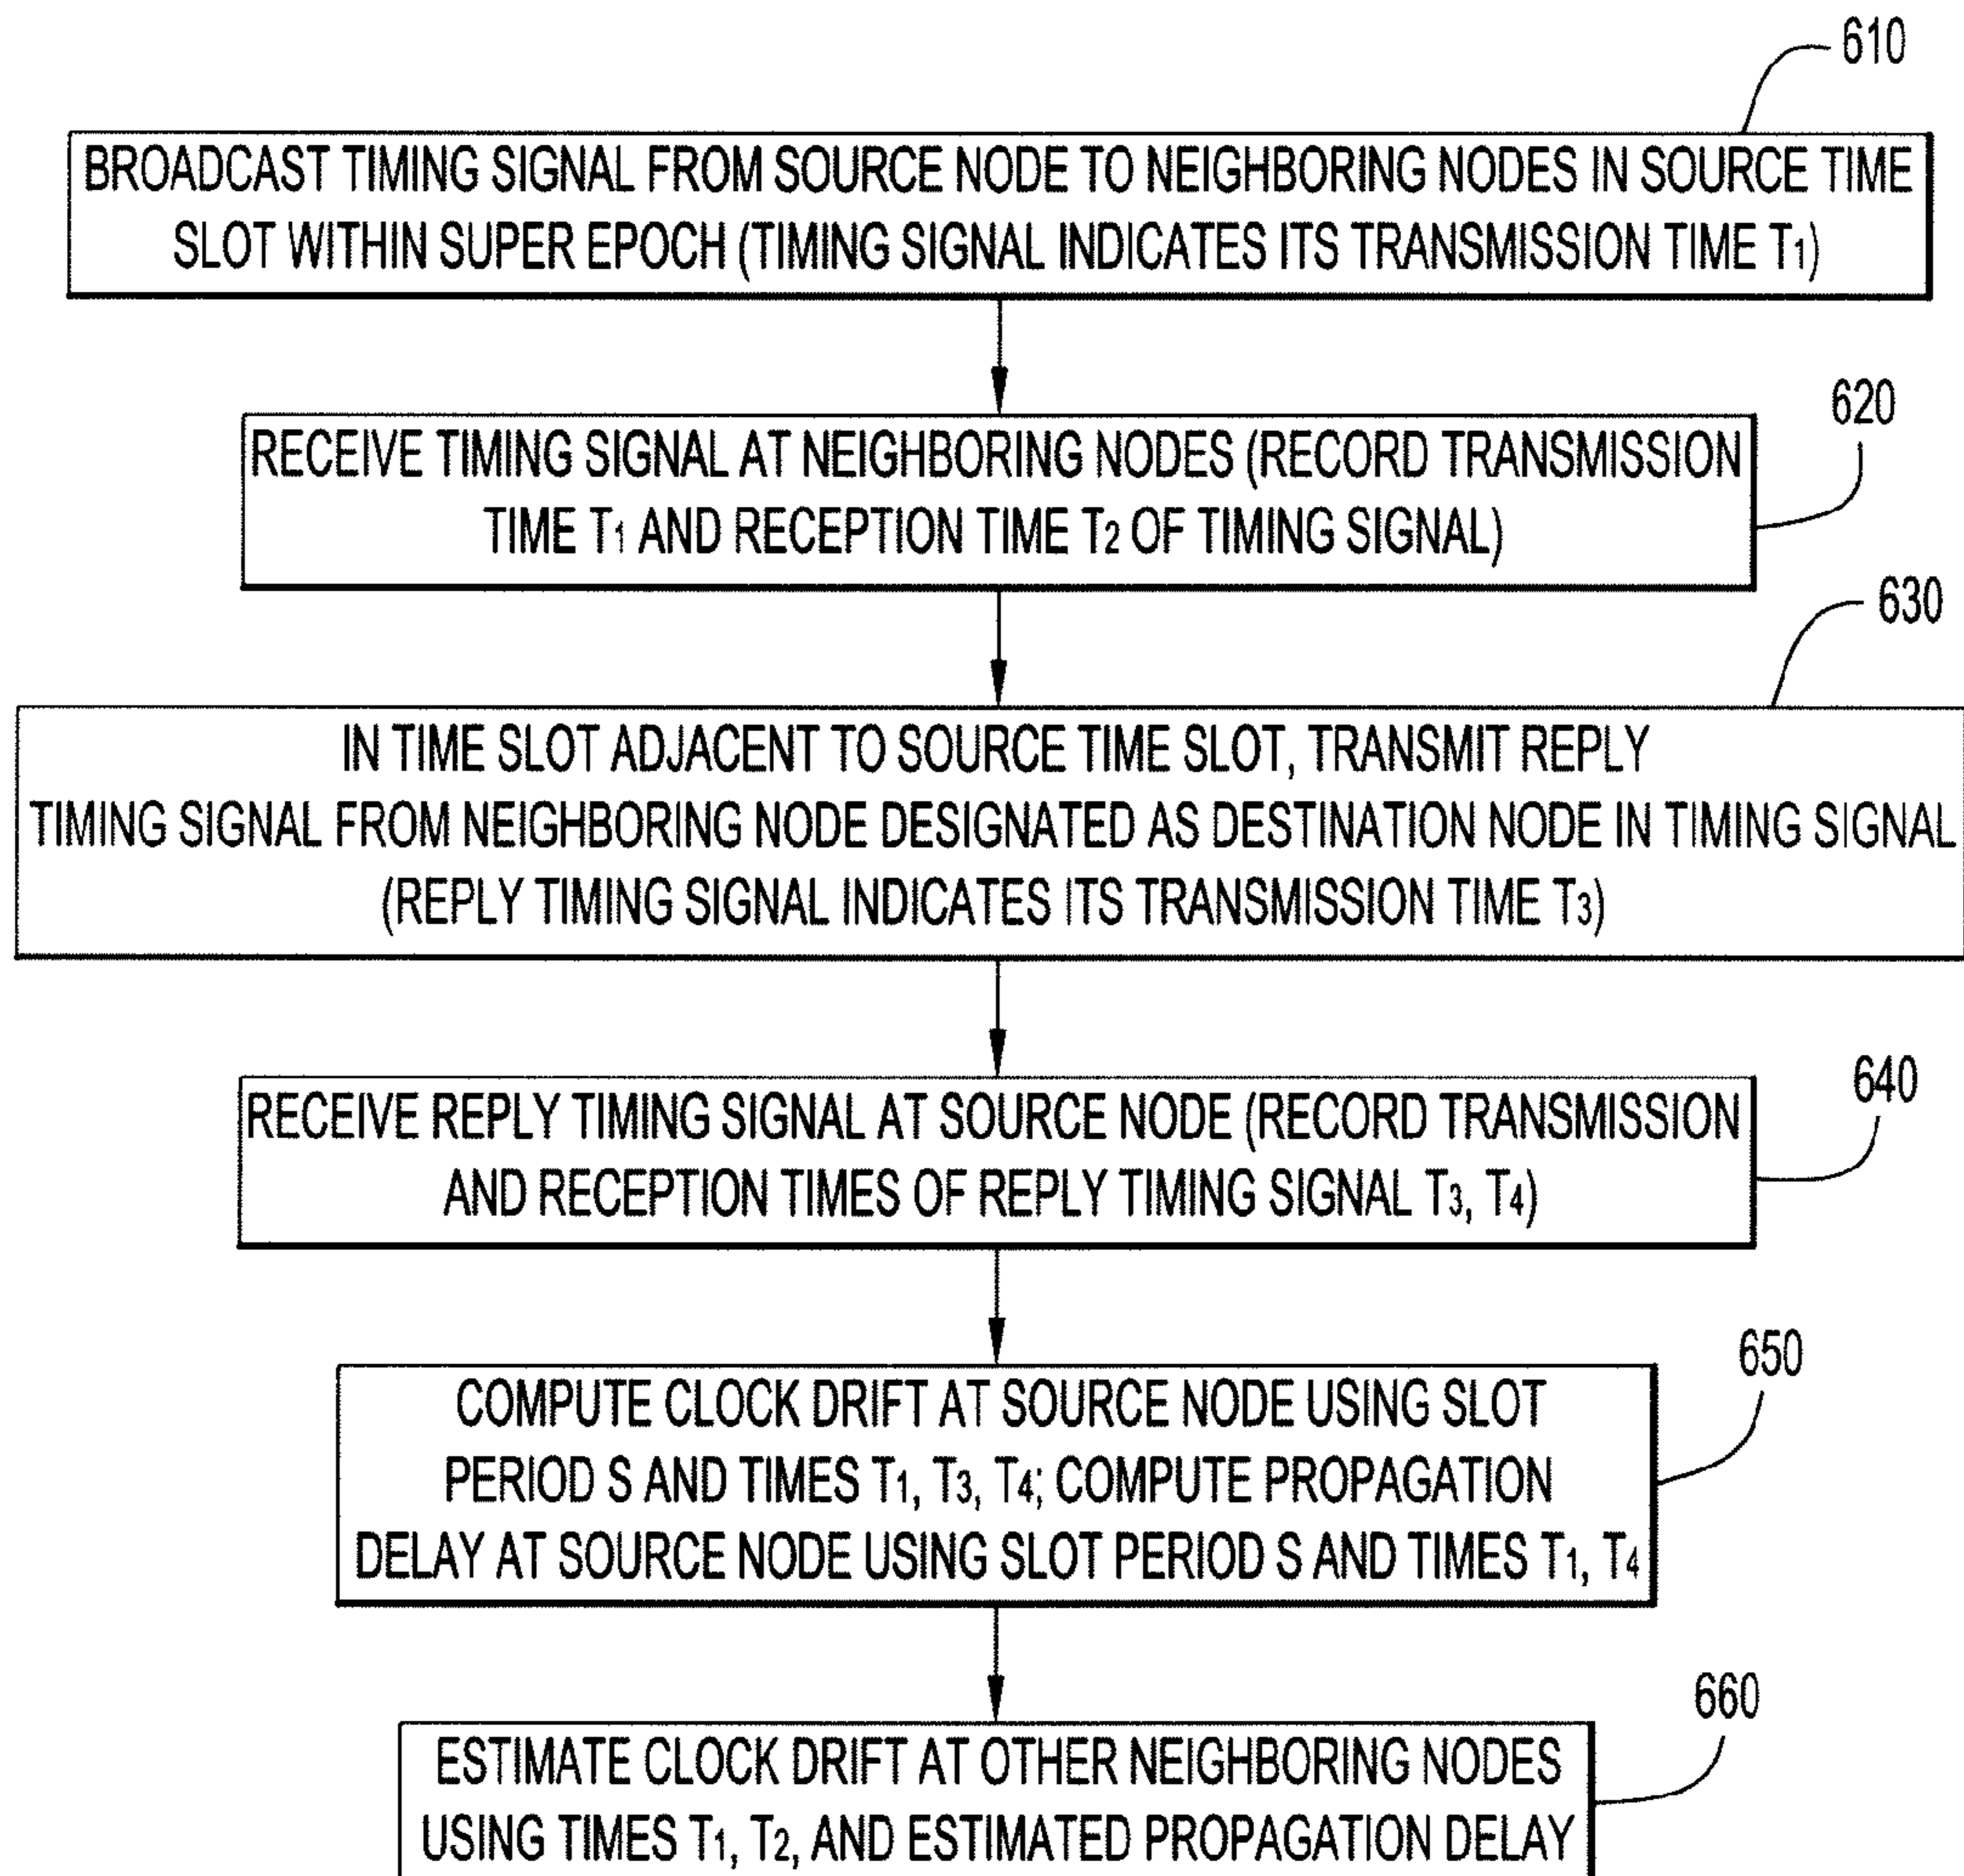 610
BROADCAST TIMING SIGNAL FROM SOURCE NODE TO NEIGHBORING NODES IN SOURCE TIME
SLOT WITHIN SUPER EPOCH (TIMING SIGNAL INDICATES ITS TRANSMISSION TIME T1)
620
RECEIVE TIMING SIGNAL AT NEIGHBORING NODES (RECORD TRANSMISSION
TIME T1 AND RECEPTION TIME T2 OF TIMING SIGNAL)
630
IN TIME SLOT ADJACENT TO SOURCE TIME SLOT, TRANSMIT REPLY
TIMING SIGNAL FROM NEIGHBORING NODE DESIGNATED AS DESTINATION NODE IN TIMING SIGNAL
(REPLY TIMING SIGNAL INDICATES ITS TRANSMISSION TIME T3)
640
RECEIVE REPLY TIMING SIGNAL AT SOURCE NODE (RECORD TRANSMISSION
AND RECEPTION TIMES OF REPLY TIMING SIGNAL T3, T4)
650
COMPUTE CLOCK DRIFT AT SOURCE NODE USING SLOT
PERIOD S AND TIMES T1, T3, T4; COMPUTE PROPAGATION
DELAY AT SOURCE NODE USING SLOT PERIOD S AND TIMES T1, T4
660
ESTIMATE CLOCK DRIFT AT OTHER NEIGHBORING NODES
USING TIMES T1, T2, AND ESTIMATED PROPAGATION DELAY